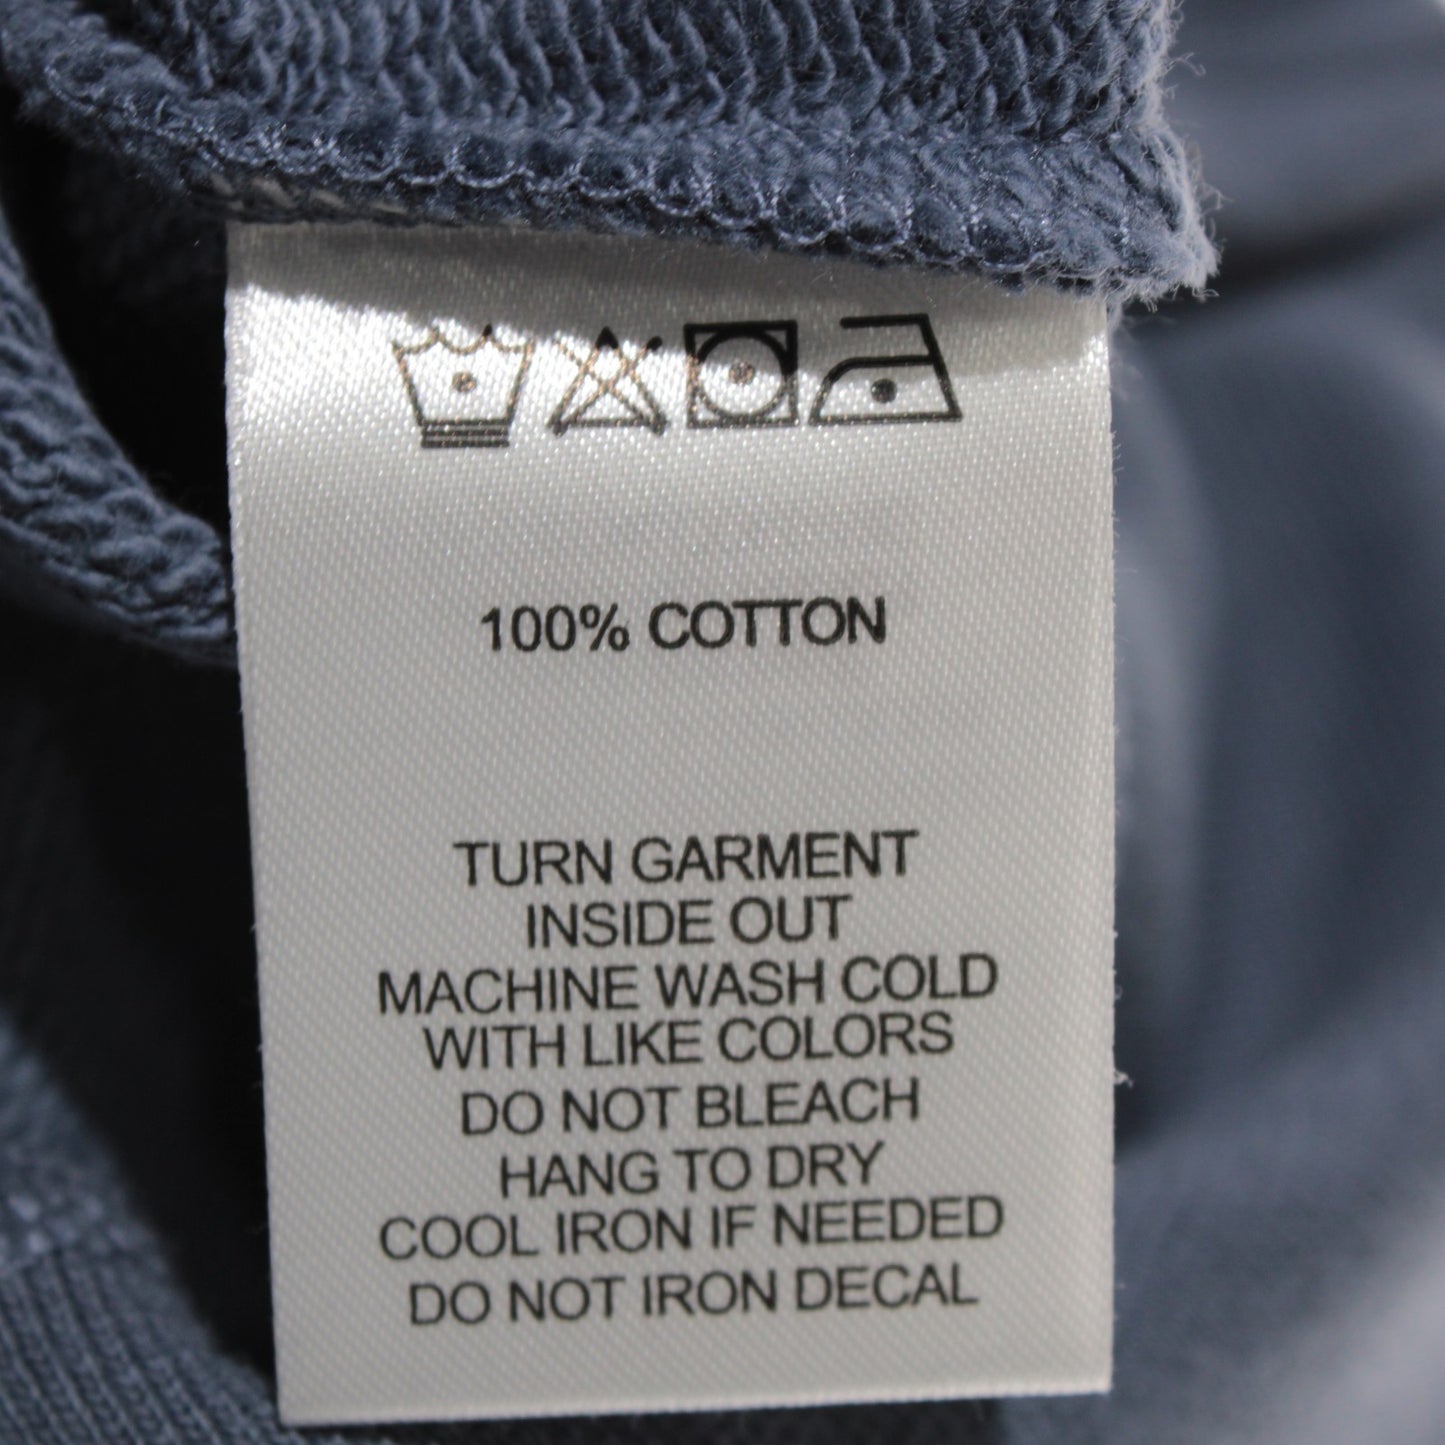 100% COTTON
TURN GARMENT
INSIDE OUT
MACHINE WASH COLD
WITH LIKE COLORS
DO NOT BLEACH
HANG TO DRY
COOL IRON IF NEEDED
DO NOT IRON DECAL